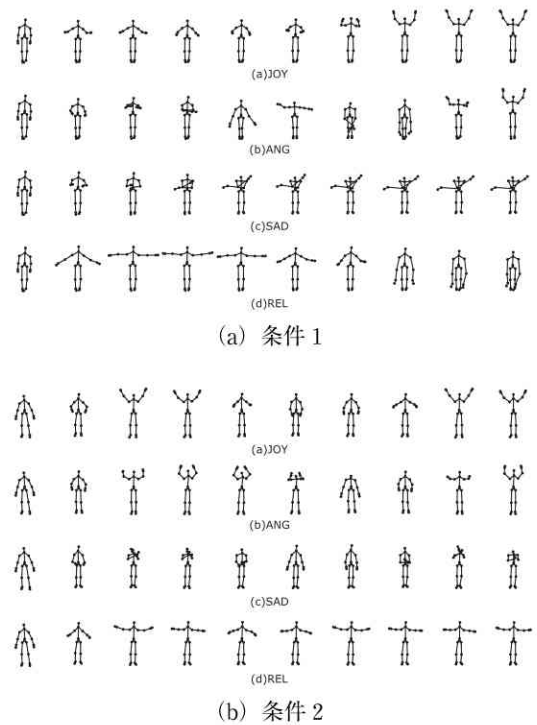 (a)JOY
(b)ANG
(c)SAD
(d)REL
(a) 条件1
(a)JOY
(b)ANG
(c)SAD
(d)REL
(b) 条件2